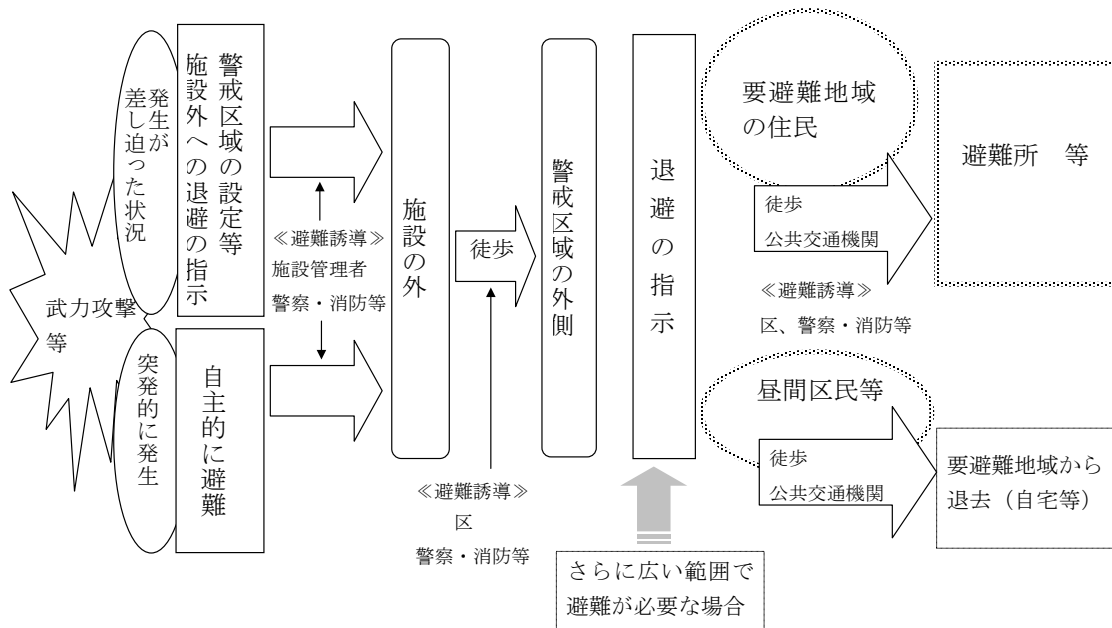 武力攻撃
等
発生が
差し迫った状況
警戒区域の設定等
施設外への退避の指示
突発的に発生
自主的に避難
≪避難誘導≫
施設管理者
警察・消防等
施設の外
徒歩
≪避難誘導≫
区
警察・消防等
警戒区域の外側
退避の指示
さらに広い範囲で
避難が必要な場合
要避難地域
の住民
徒歩
公共交通機関
≪避難誘導≫
区、警察・消防等
避難所　等
昼間区民等
徒歩
公共交通機関
要避難地域から
退去（自宅等）